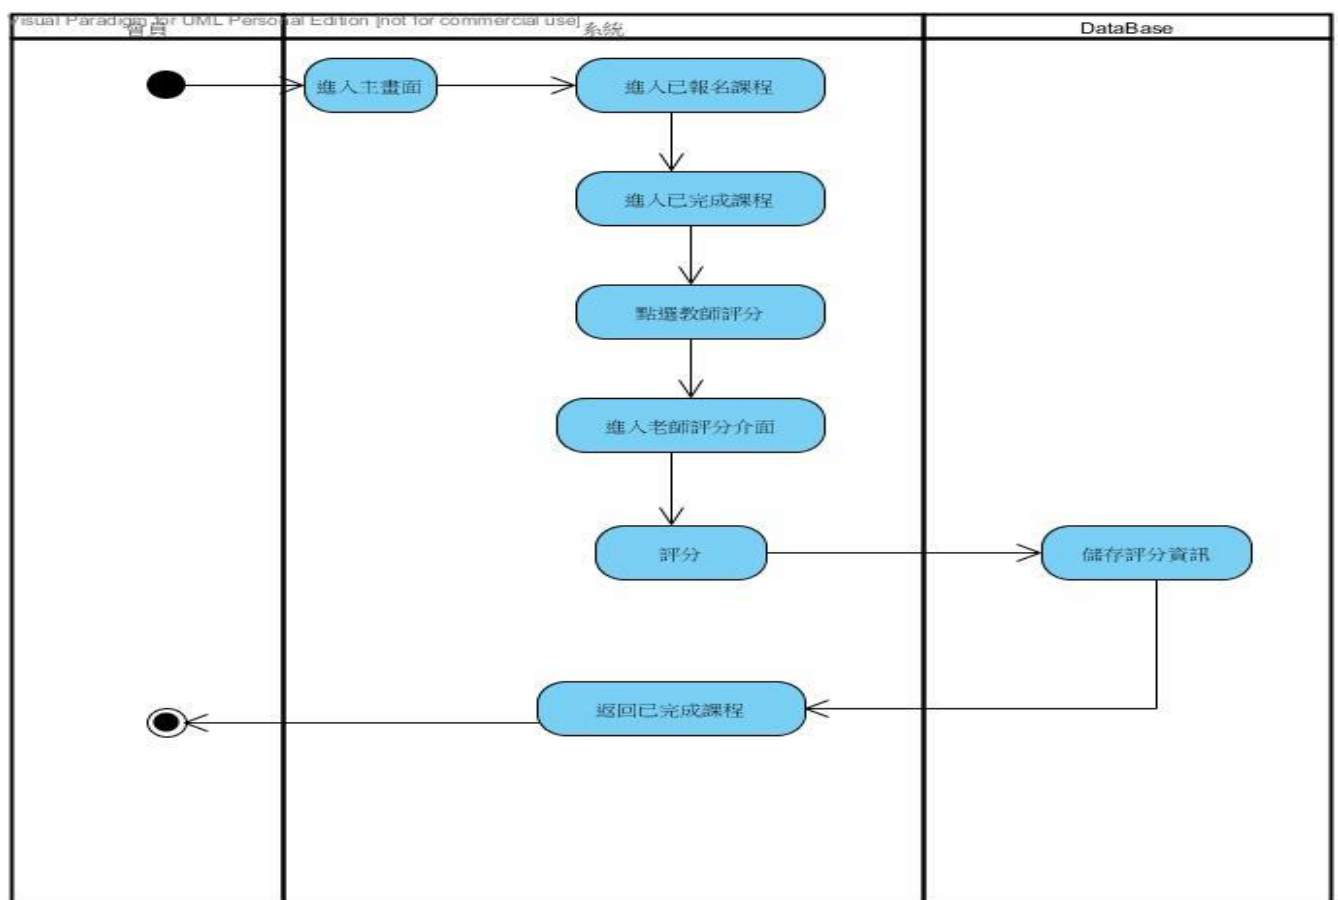 Visual Paradigm for UML Personal Edition [not for commercial use]
會員
系統
DataBase
進入主畫面
進入已報名課程
進入已完成課程
點選教師評分
進入老師評分介面
評分
儲存評分資訊
返回已完成課程